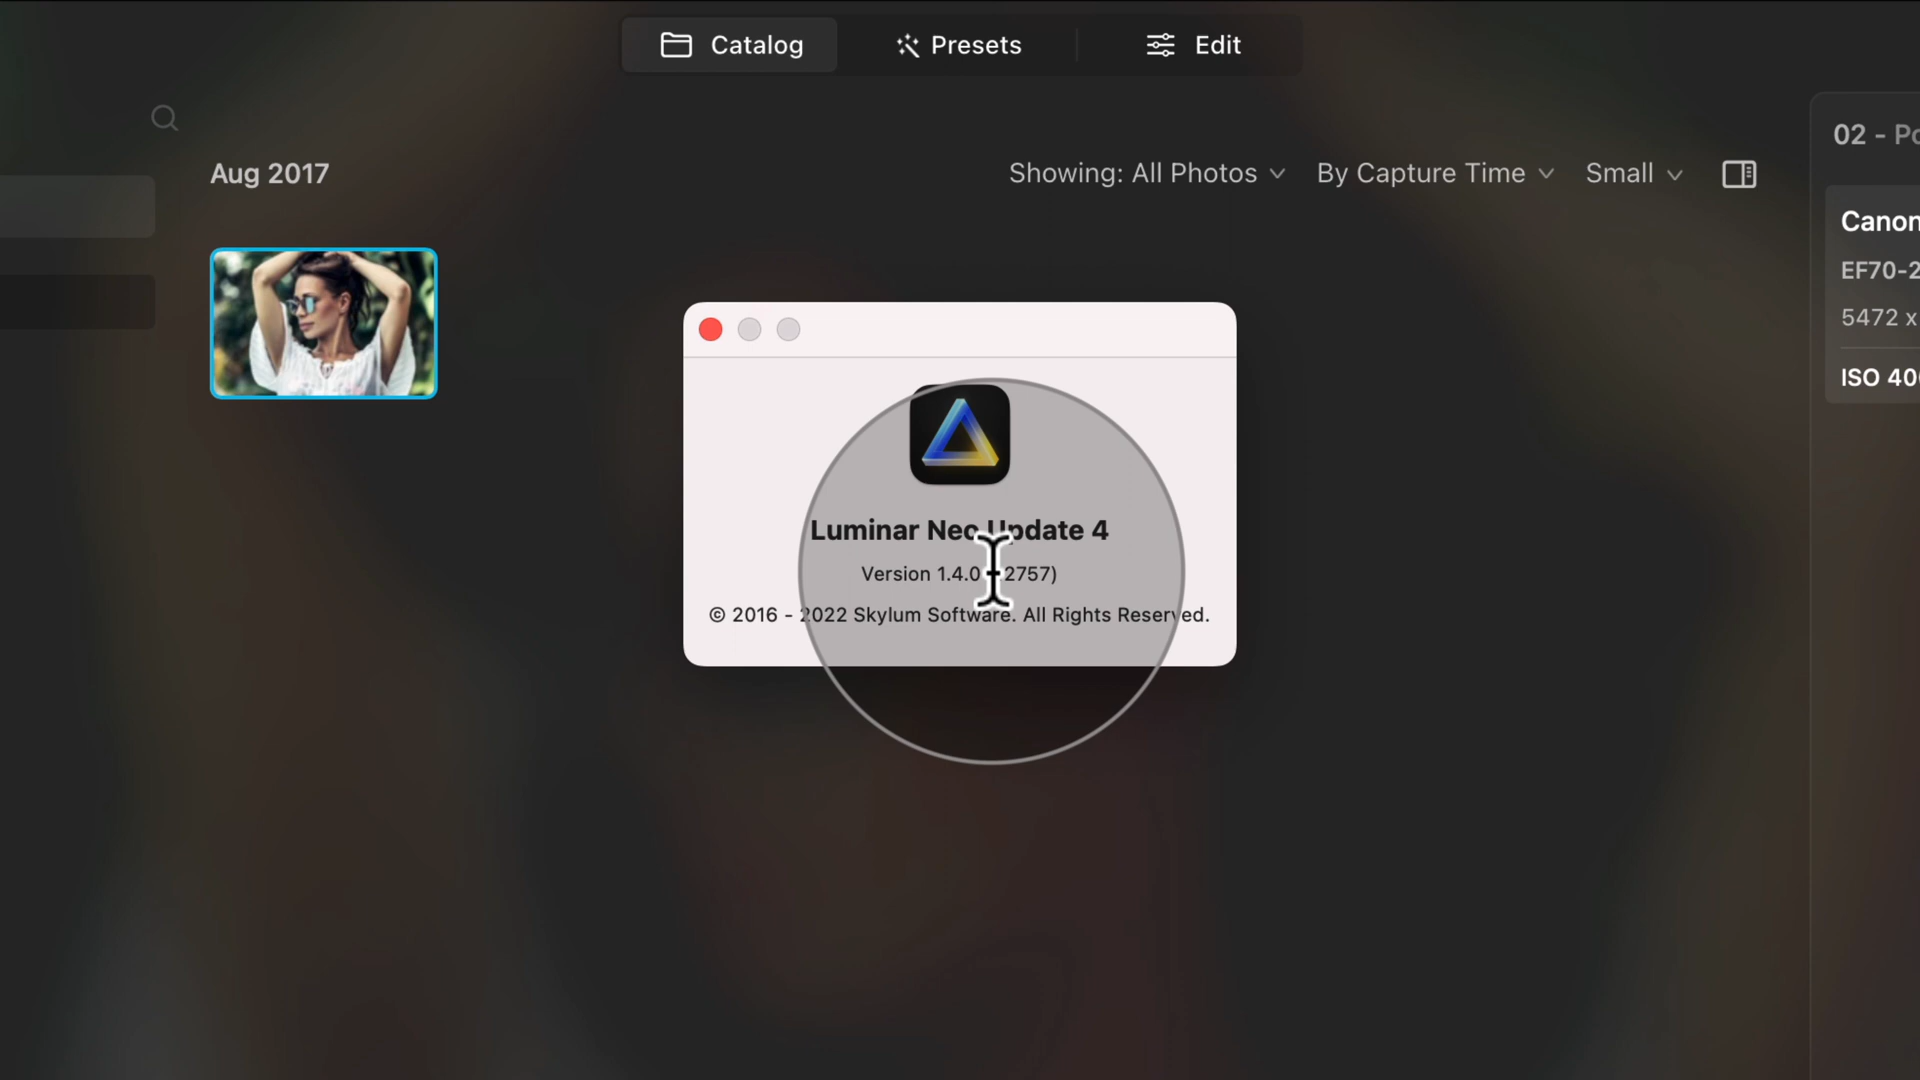 Catalog
Presets
Edit
Aug 2017
Showing: All Photos
By Capture Time
Small
02 -
Canon
EF70-2
5472 x
ISO 40
Luminar Neo Update 4
Version 1.4.0 2757)
© 2016 - 2022 Skylum Software. All Rights Reserved.